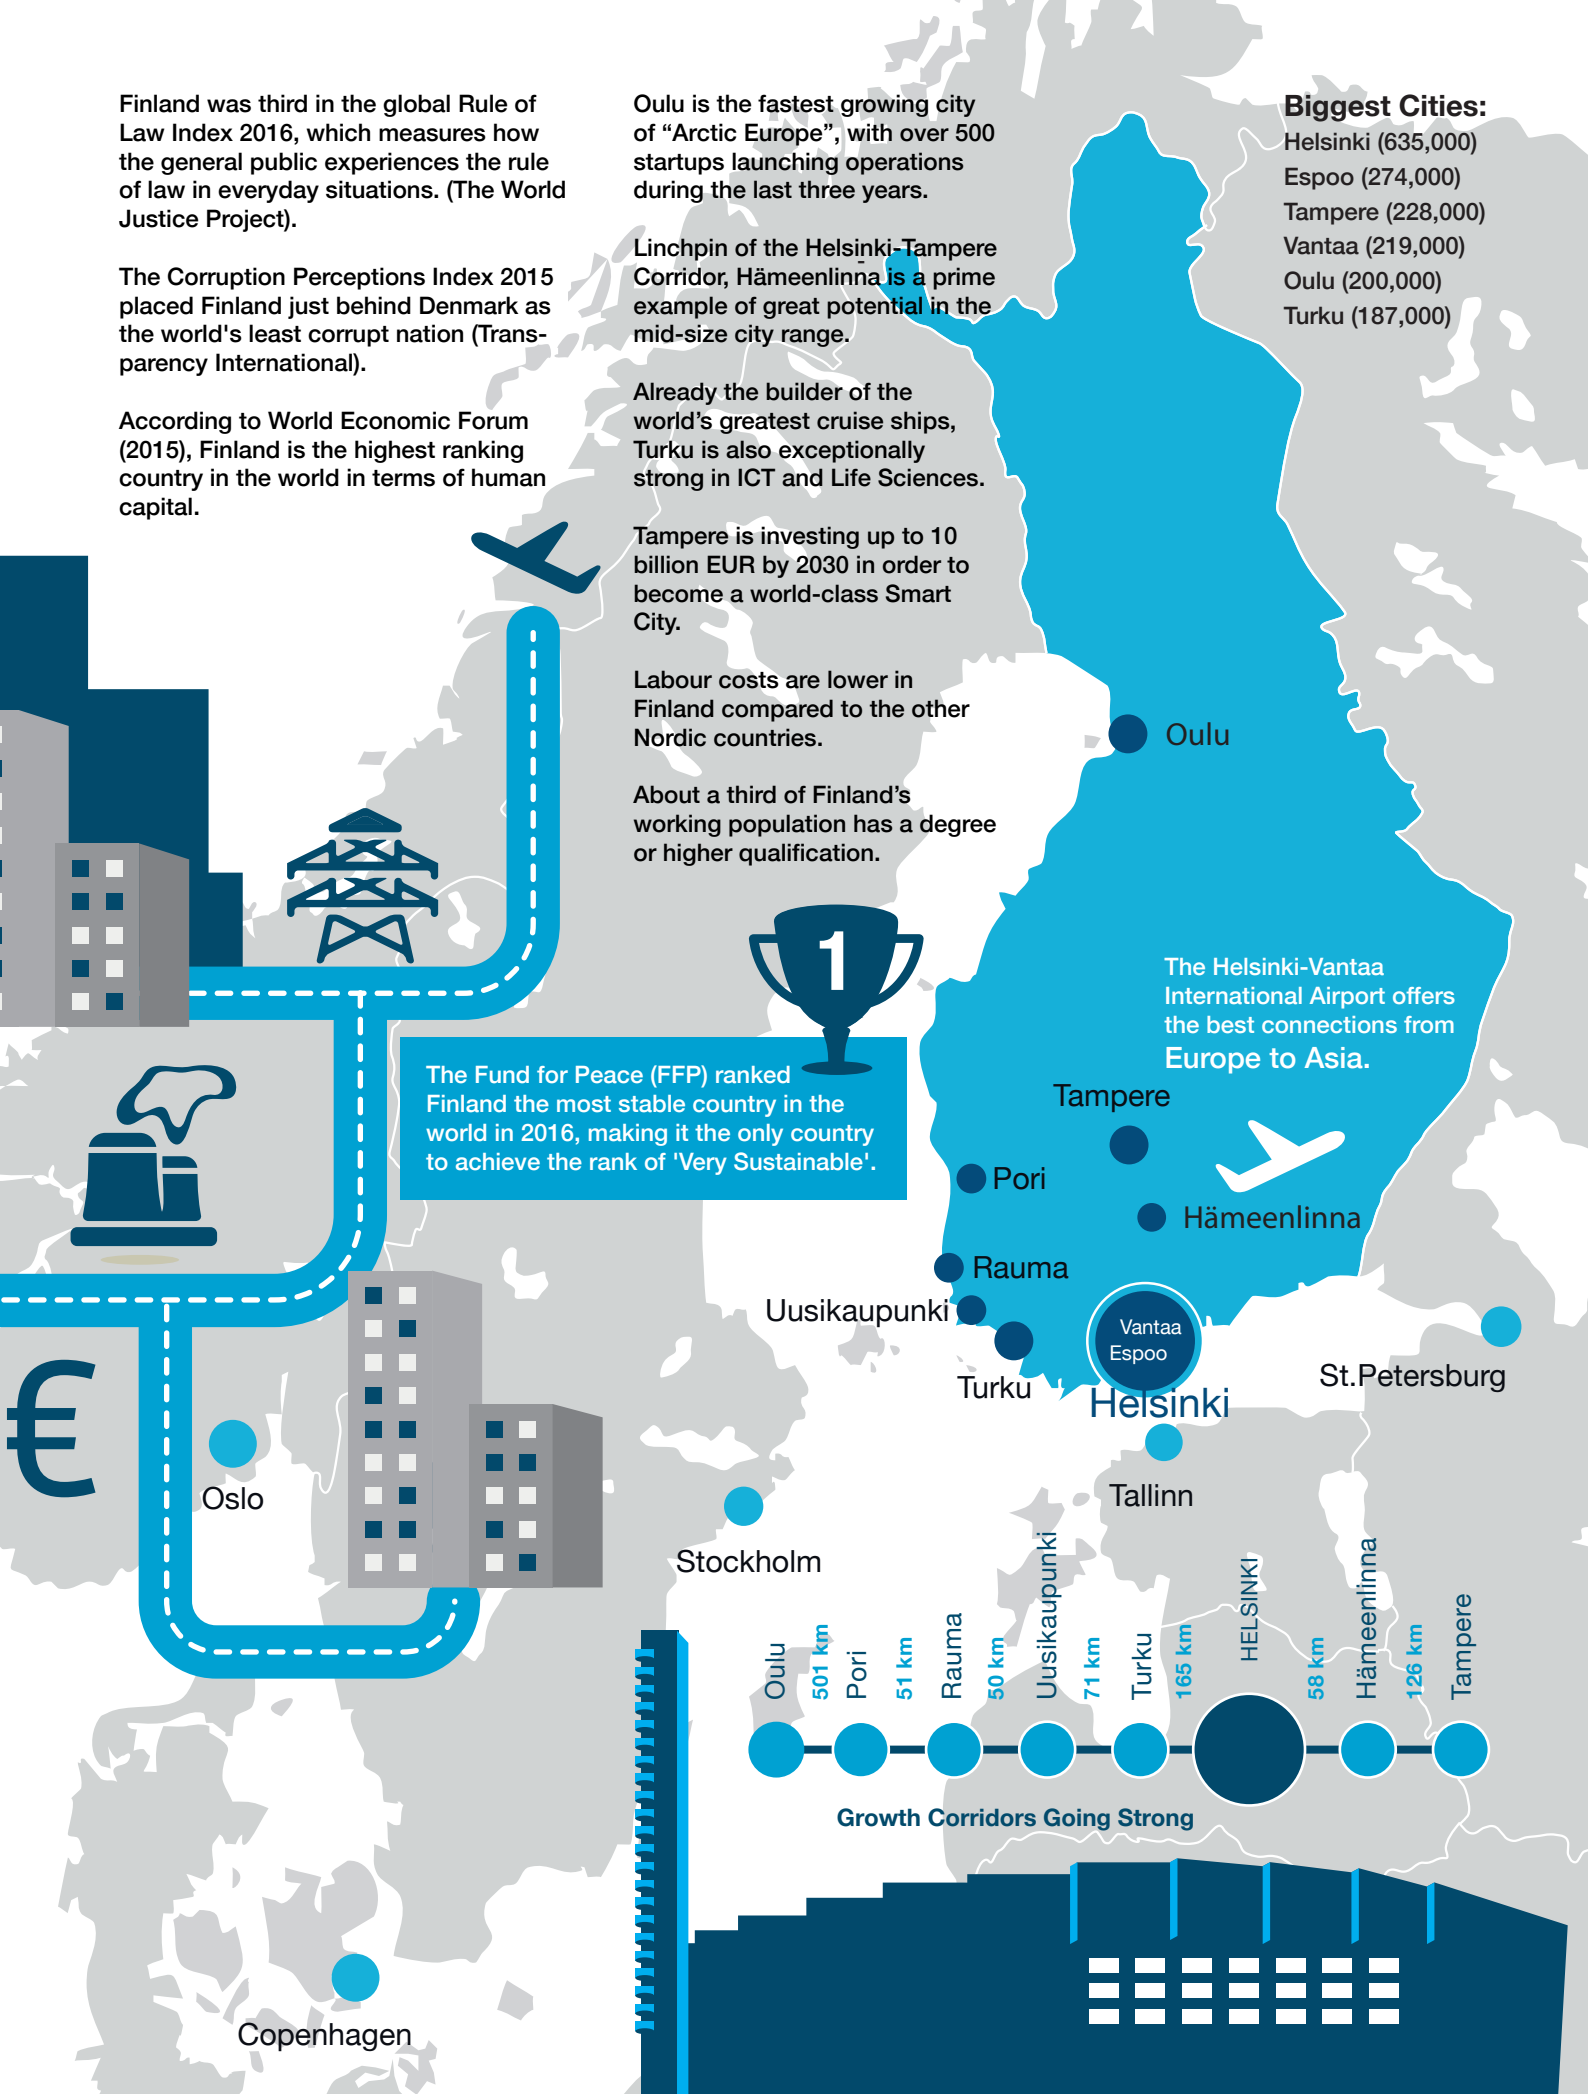 Finland was third in the global Rule of
Law Index 2016, which measures how
the general public experiences the rule
of law in everyday situations. (The World
Justice Project).
The Corruption Perceptions Index 2015
placed Finland just behind Denmark as
the world's least corrupt nation (Trans-
parency International).
According to World Economic Forum
(2015), Finland is the highest ranking
country in the world in terms of human
capital.
Oulu is the fastest growing city
of “Arctic Europe”, with over 500
startups launching operations
during the last three years.
Linchpin of the Helsinki-Tampere
Corridor, Hämeenlinna is a prime
example of great potential in the
mid-size city range.
Already the builder of the
world’s greatest cruise ships,
Turku is also exceptionally
strong in ICT and Life Sciences.
Tampere is investing up to 10
billion EUR by 2030 in order to
become a world-class Smart
City.
Labour costs are lower in
Finland compared to the other
Nordic countries.
About a third of Finland’s
working population has a degree
or higher qualification.
Biggest Cities:
Helsinki (635,000)
Espoo (274,000)
Tampere (228,000)
Vantaa (219,000)
Oulu (200,000)
Turku (187,000)
Oulu
1
The Fund for Peace (FFP) ranked
Finland the most stable country in the
world in 2016, making it the only country
to achieve the rank of 'Very Sustainable'.
The Helsinki-Vantaa
International Airport offers
the best connections from
Europe to Asia.
Tampere
Pori
Hämeenlinna
Rauma
Uusikaupunki
Turku
Vantaa
Espoo
Helsinki
St.Petersburg
Tallinn
€
Oslo
Stockholm
Copenhagen
Oulu
501 km
Pori
51 km
Rauma
50 km
Uusikaupunki
71 km
Turku
165 km
HELSINKI
58 km
Hämeenlinna
126 km
Tampere
Growth Corridors Going Strong